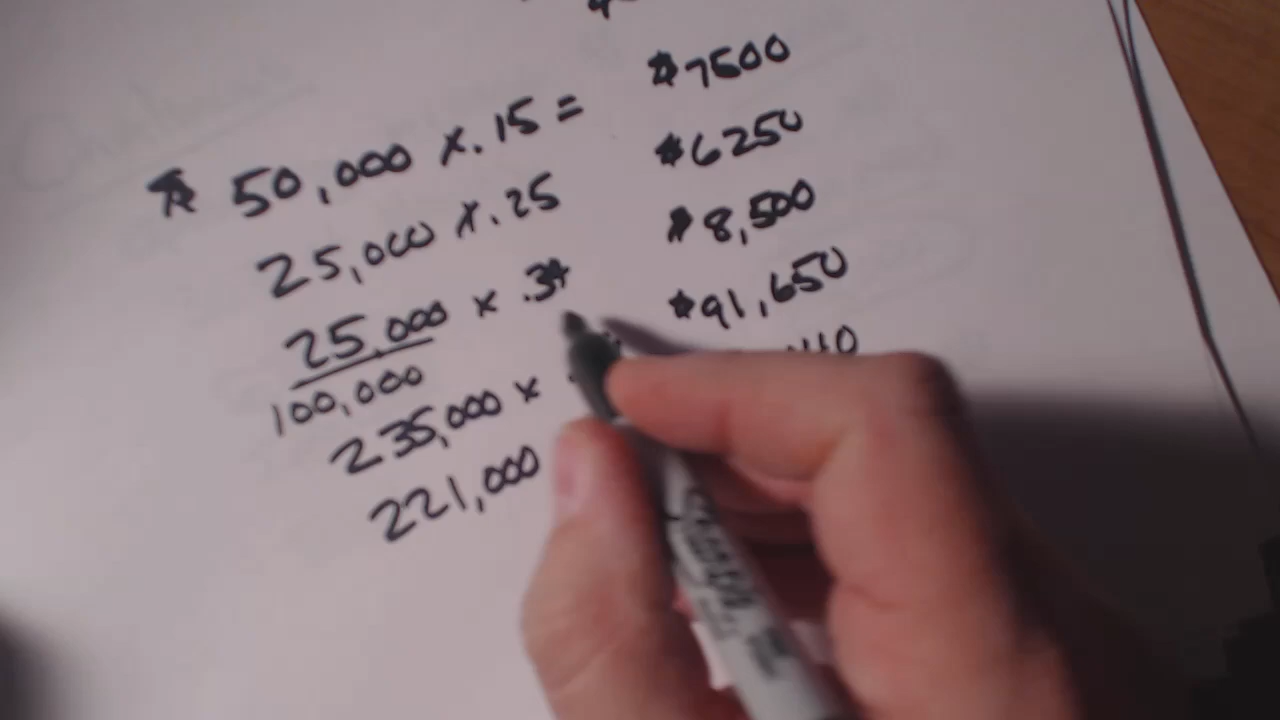 $ 50,000 x .15 = $7500
25,000 x .25 $6250
25,000 x .34 $8,500
100,000
235,000 x $91,650
221,000